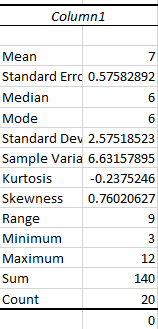 Column1
Mean 7
Standard Errc 0.57582892
Median 6
Mode 6
Standard Dev 2.57518523
Sample Varia 6.63157895
Kurtosis -0.2375246
Skewness 0.76020627
Range 9
Minimum 3
Maximum 12
Sum 140
Count 20
0